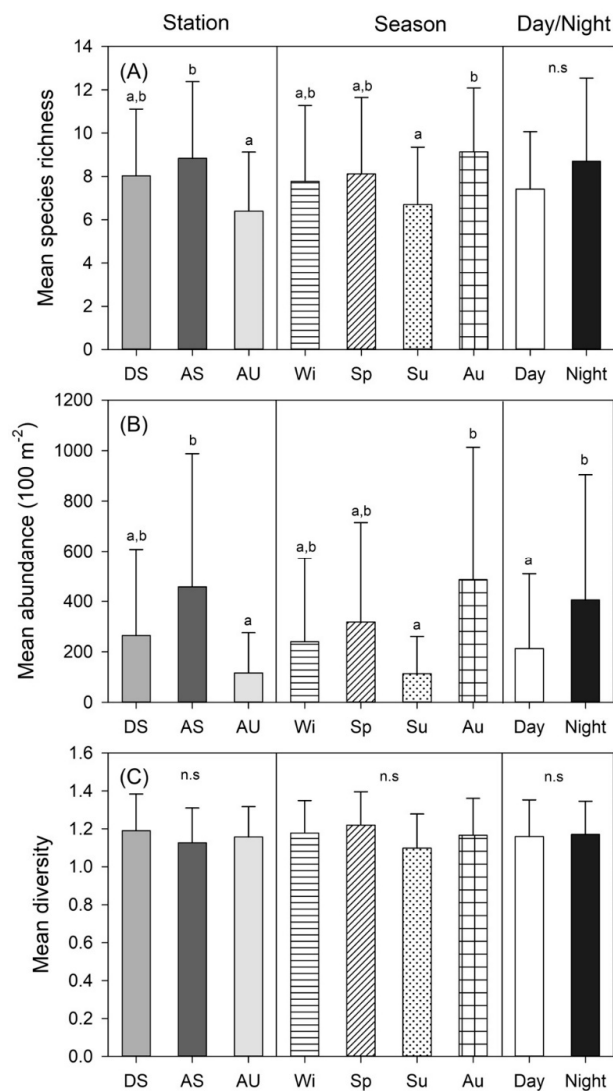 Station Season Day/Night
(A)
Mean species richness
14
12
10
8
6
4
2
0
a,b b a a,b a,b a b n.s
DS AS AU Wi Sp Su Au Day Night
(B)
Mean abundance (100 m⁻²)
1200
1000
800
600
400
200
0
a,b b a a,b a,b a b a b
DS AS AU Wi Sp Su Au Day Night
(C)
Mean diversity
1.6
1.4
1.2
1.0
0.8
0.6
0.4
0.2
0.0
n.s n.s n.s
DS AS AU Wi Sp Su Au Day Night